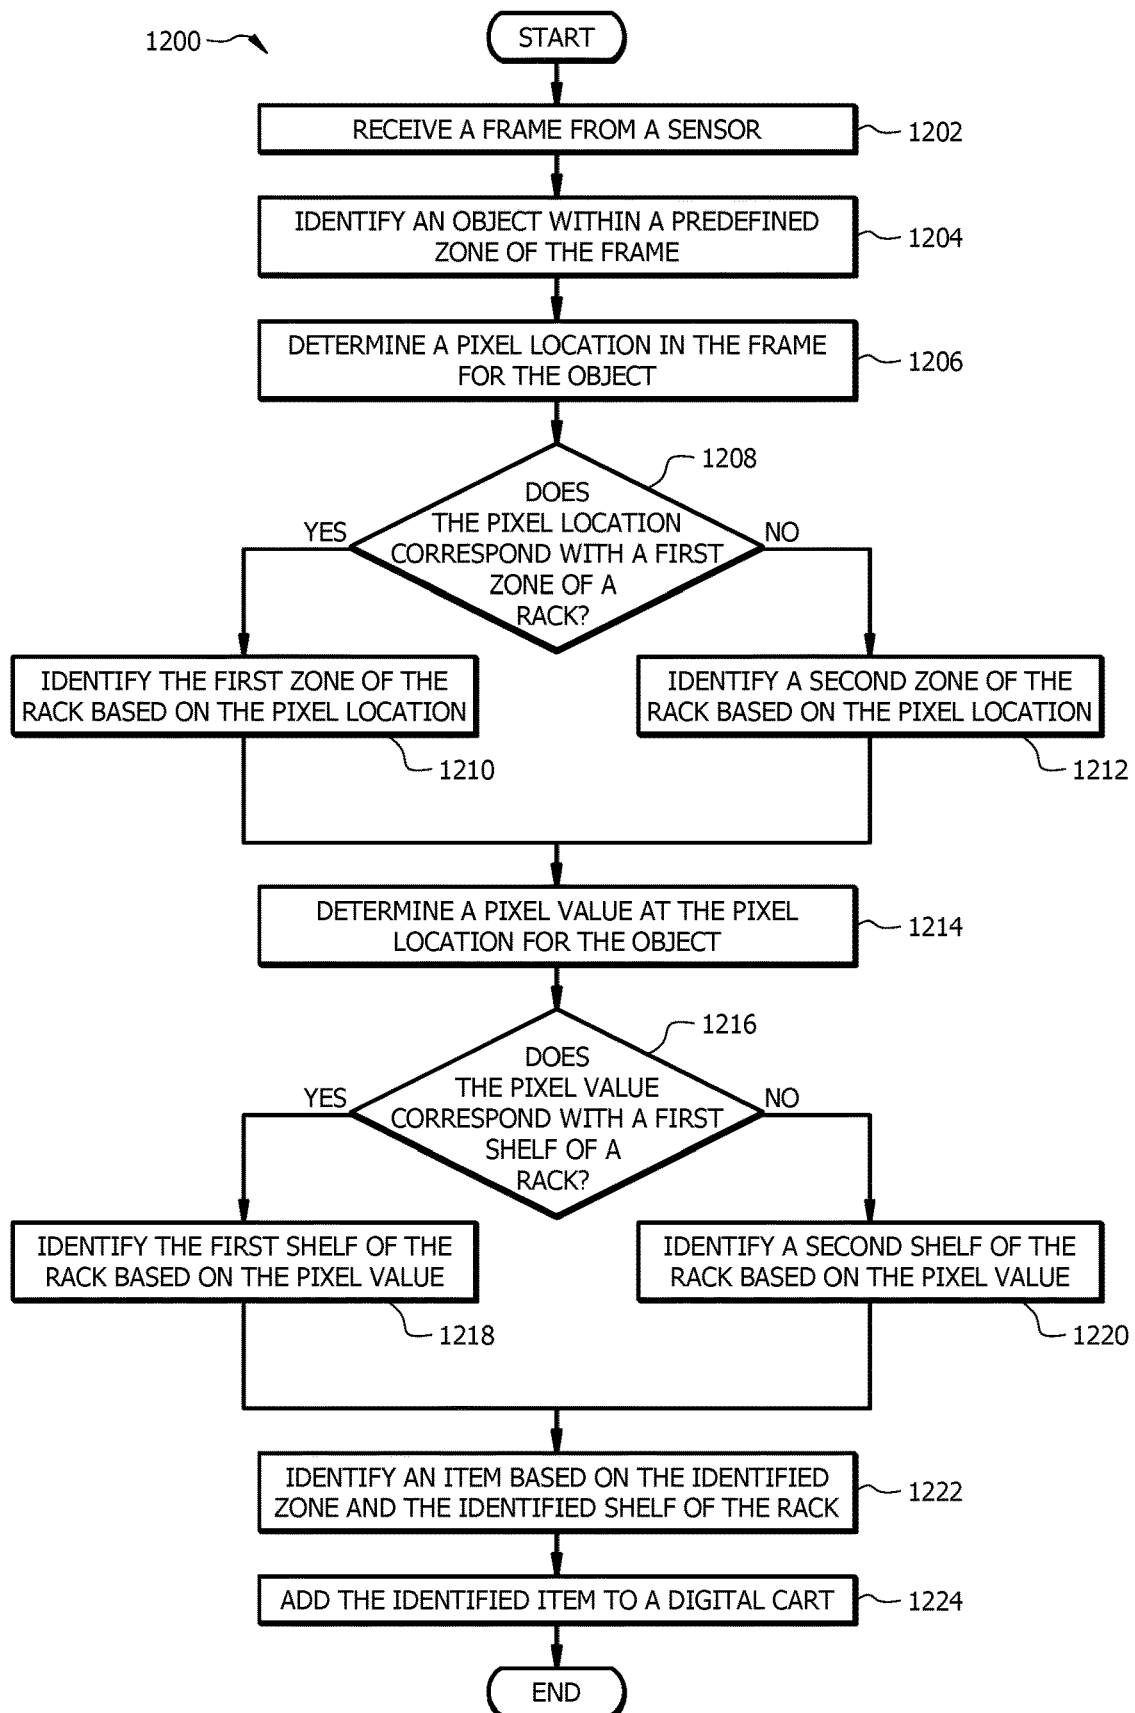 1200
START
RECEIVE A FRAME FROM A SENSOR
1202
IDENTIFY AN OBJECT WITHIN A PREDEFINED
ZONE OF THE FRAME
1204
DETERMINE A PIXEL LOCATION IN THE FRAME
FOR THE OBJECT
1206
1208
DOES
THE PIXEL LOCATION
CORRESPOND WITH A FIRST
ZONE OF A
RACK?
YES
NO
IDENTIFY THE FIRST ZONE OF THE
RACK BASED ON THE PIXEL LOCATION
1210
IDENTIFY A SECOND ZONE OF THE
RACK BASED ON THE PIXEL LOCATION
1212
DETERMINE A PIXEL VALUE AT THE PIXEL
LOCATION FOR THE OBJECT
1214
1216
DOES
THE PIXEL VALUE
CORRESPOND WITH A FIRST
SHELF OF A
RACK?
YES
NO
IDENTIFY THE FIRST SHELF OF THE
RACK BASED ON THE PIXEL VALUE
1218
IDENTIFY A SECOND SHELF OF THE
RACK BASED ON THE PIXEL VALUE
1220
IDENTIFY AN ITEM BASED ON THE IDENTIFIED
ZONE AND THE IDENTIFIED SHELF OF THE RACK
1222
ADD THE IDENTIFIED ITEM TO A DIGITAL CART
1224
END